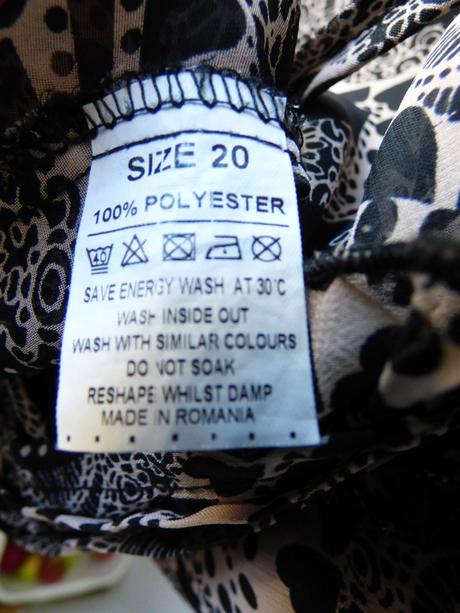 SIZE 20
100% POLYESTER
40
SAVE ENERGY WASH AT 30°C
WASH INSIDE OUT
WASH WITH SIMILAR COLOURS
DO NOT SOAK
RESHAPE WHILST DAMP
MADE IN ROMANIA